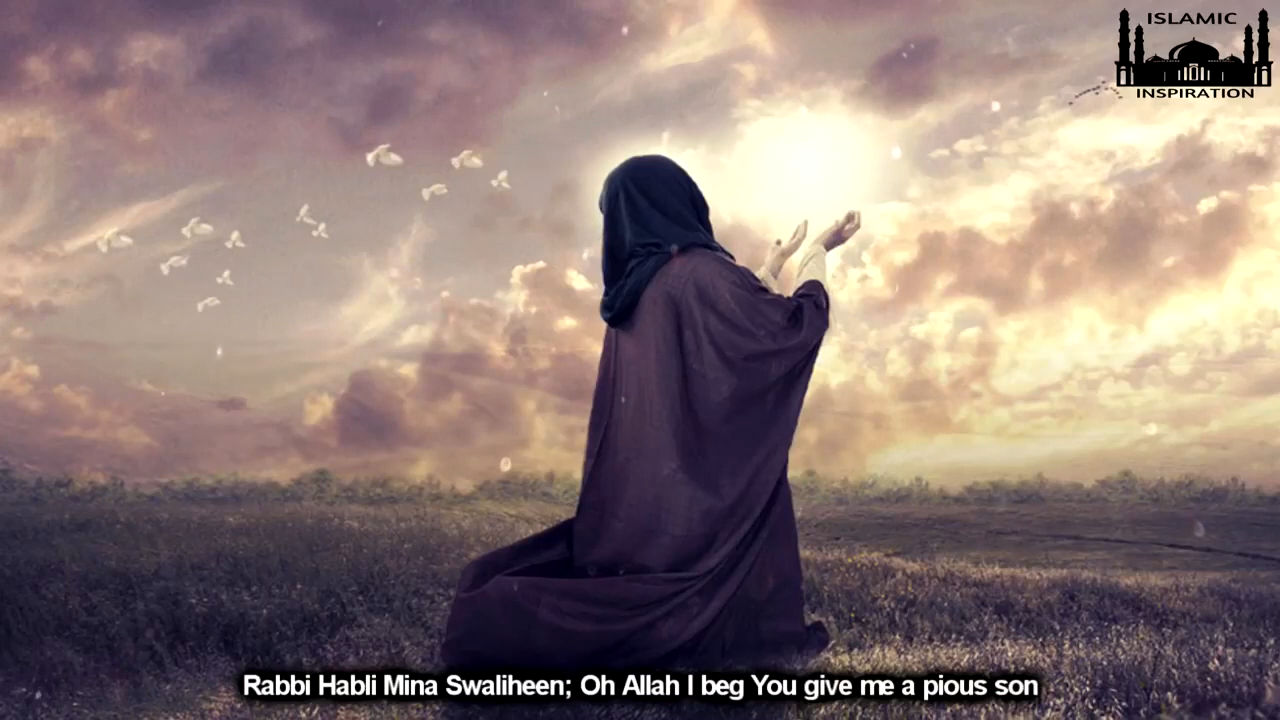 ISLAMIC
INSPIRATION
Rabbi Habli Mina Swaliheen; Oh Allah I beg You give me a pious son